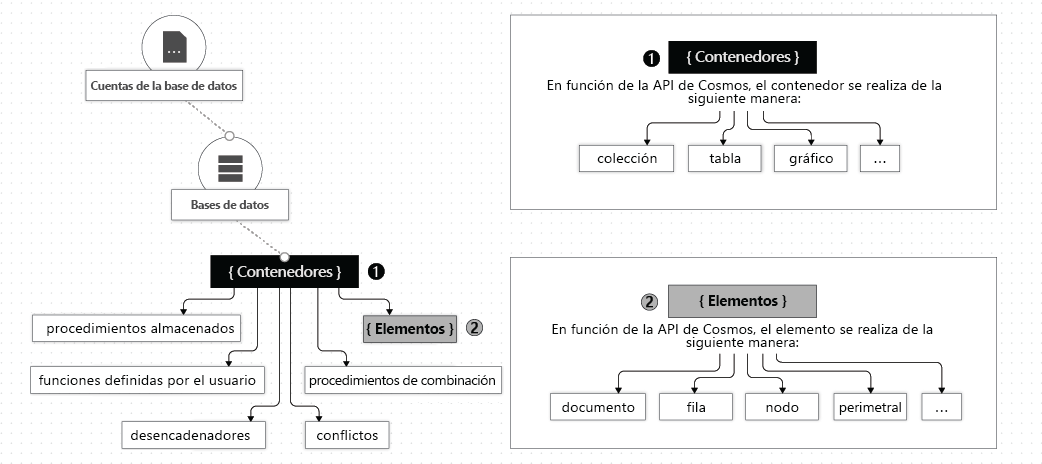 ...
Cuentas de la base de datos
Bases de datos
{ Contenedores }
1
procedimientos almacenados
{ Elementos }
2
funciones definidas por el usuario
procedimientos de combinación
desencadenadores
conflictos
1
{ Contenedores }
En función de la API de Cosmos, el contenedor se realiza de la
siguiente manera:
colección
tabla
gráfico
...
2
{ Elementos }
En función de la API de Cosmos, el elemento se realiza de la
siguiente manera:
documento
fila
nodo
perimetral
...